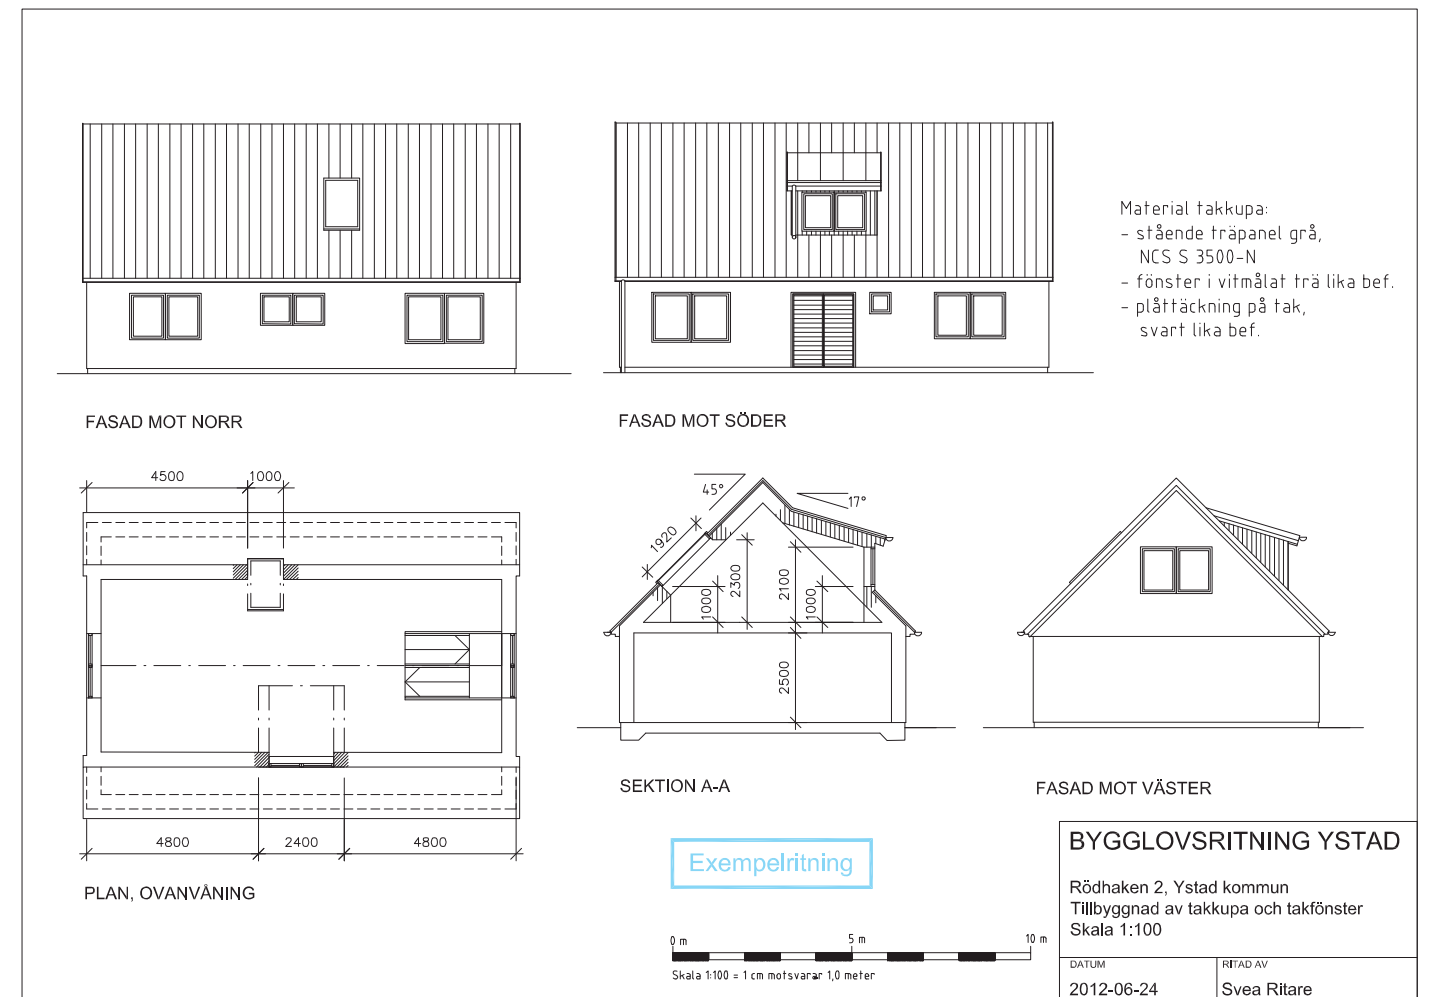 Material takkupa:
- stående träpanel grå,
NCS S 3500-N
- fönster i vitmålat trä lika bef.
- plåttäckning på tak,
svart lika bef.
FASAD MOT NORR
FASAD MOT SÖDER
4500
1000
45°
17°
1920
1000
2300
2100
1000
2500
4800
2400
4800
PLAN, OVANVÅNING
SEKTION A-A
FASAD MOT VÄSTER
Exempelritning
0 m
5 m
10 m
Skala 1:100 = 1 cm motsvarar 1,0 meter
BYGGLOVSRITNING YSTAD
Rödhaken 2, Ystad kommun
Tillbyggnad av takkupa och takfönster
Skala 1:100
DATUM
RITAD AV
2012-06-24
Svea Ritare